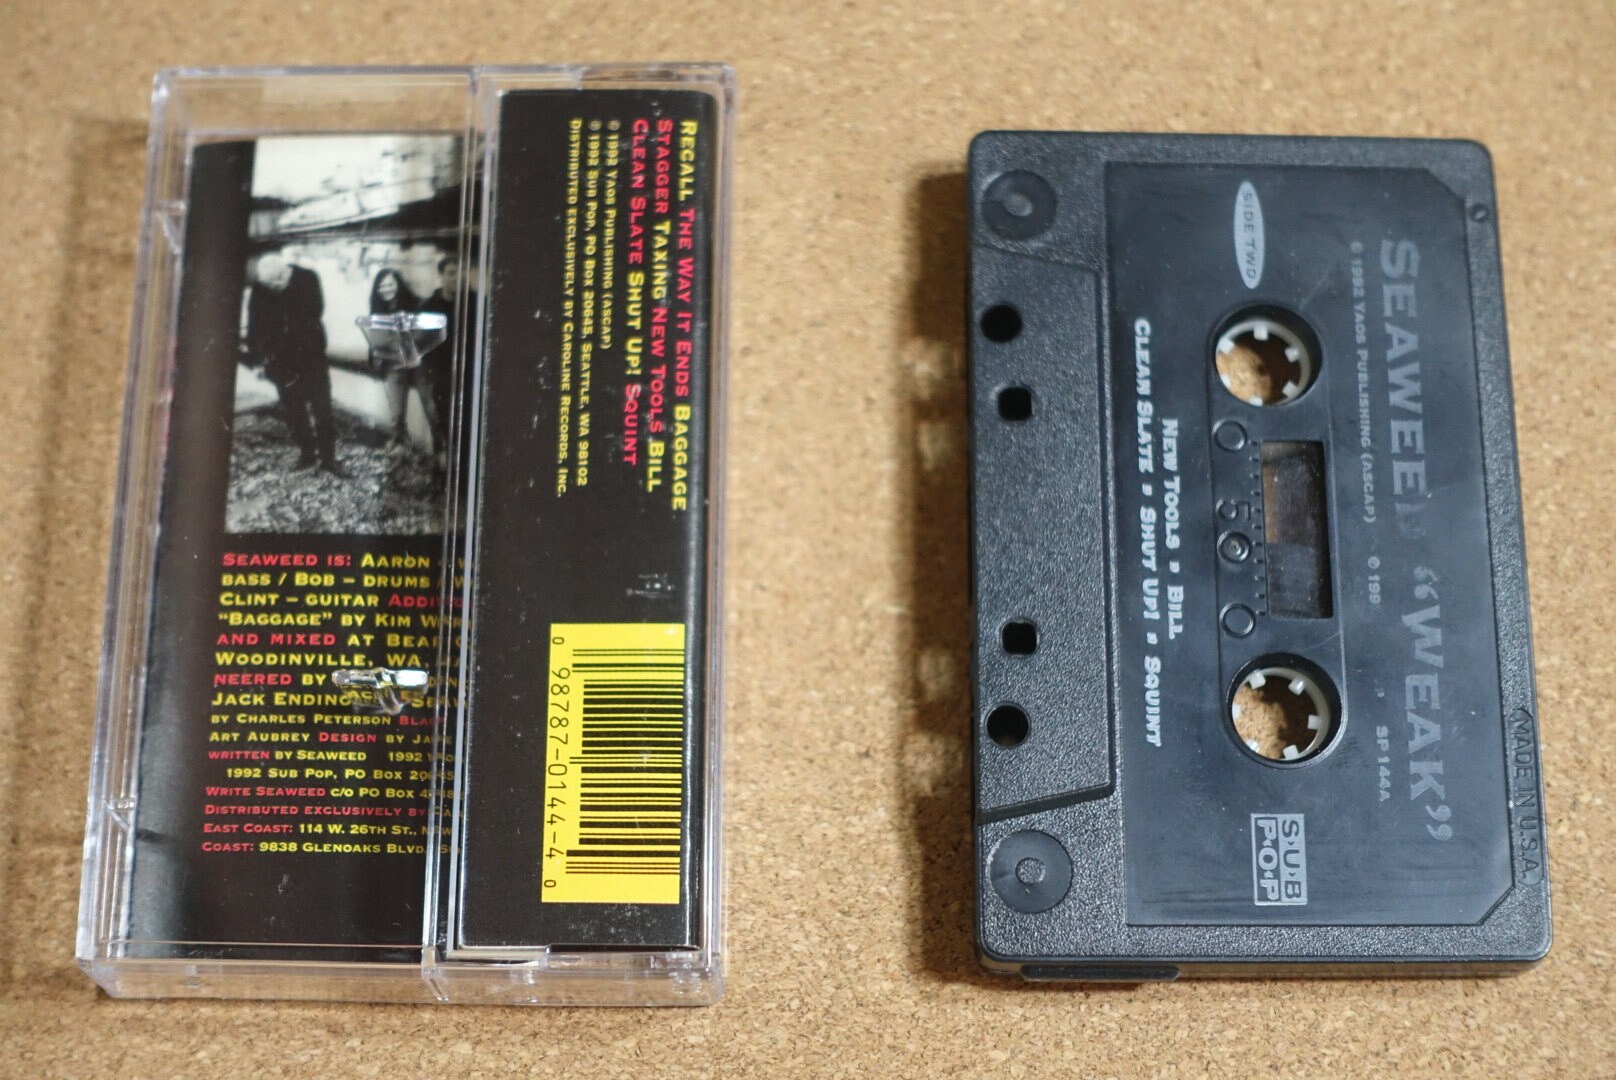 Recall The Way It Ends Baggage
Stagger Taxing New Tools Bill
Clean Slate Shut Up! Squint
© 1992 Yaos Publishing (ASCAP)
℗ 1992 Sub Pop, PO Box 20645, Seattle, WA 98102
Distributed exclusively by Caroline Records, Inc.
0 98787-0144-4 0
Seaweed is: Aaron –
bass / Bob – drums /
Clint – guitar
"Baggage" by Kim
and mixed at
Woodinville, WA,
neered by
Jack
by Charles Peterson
Art Aubrey Design by
written by Seaweed 1992
1992 Sub Pop, PO Box
Write Seaweed c/o PO Box
Distributed exclusively by
East Coast: 114 W. 26th St.,
Coast: 9838 Glenoaks Blvd.
SEAWEED "WEAK"
© 1992 Yaos Publishing (ASCAP) ℗ 199
SP144A
SIDE TWO
50
SUB
POP
New Tools • Bill
Clean Slate • Shut Up! • Squint
(MADE IN U.S.A.)